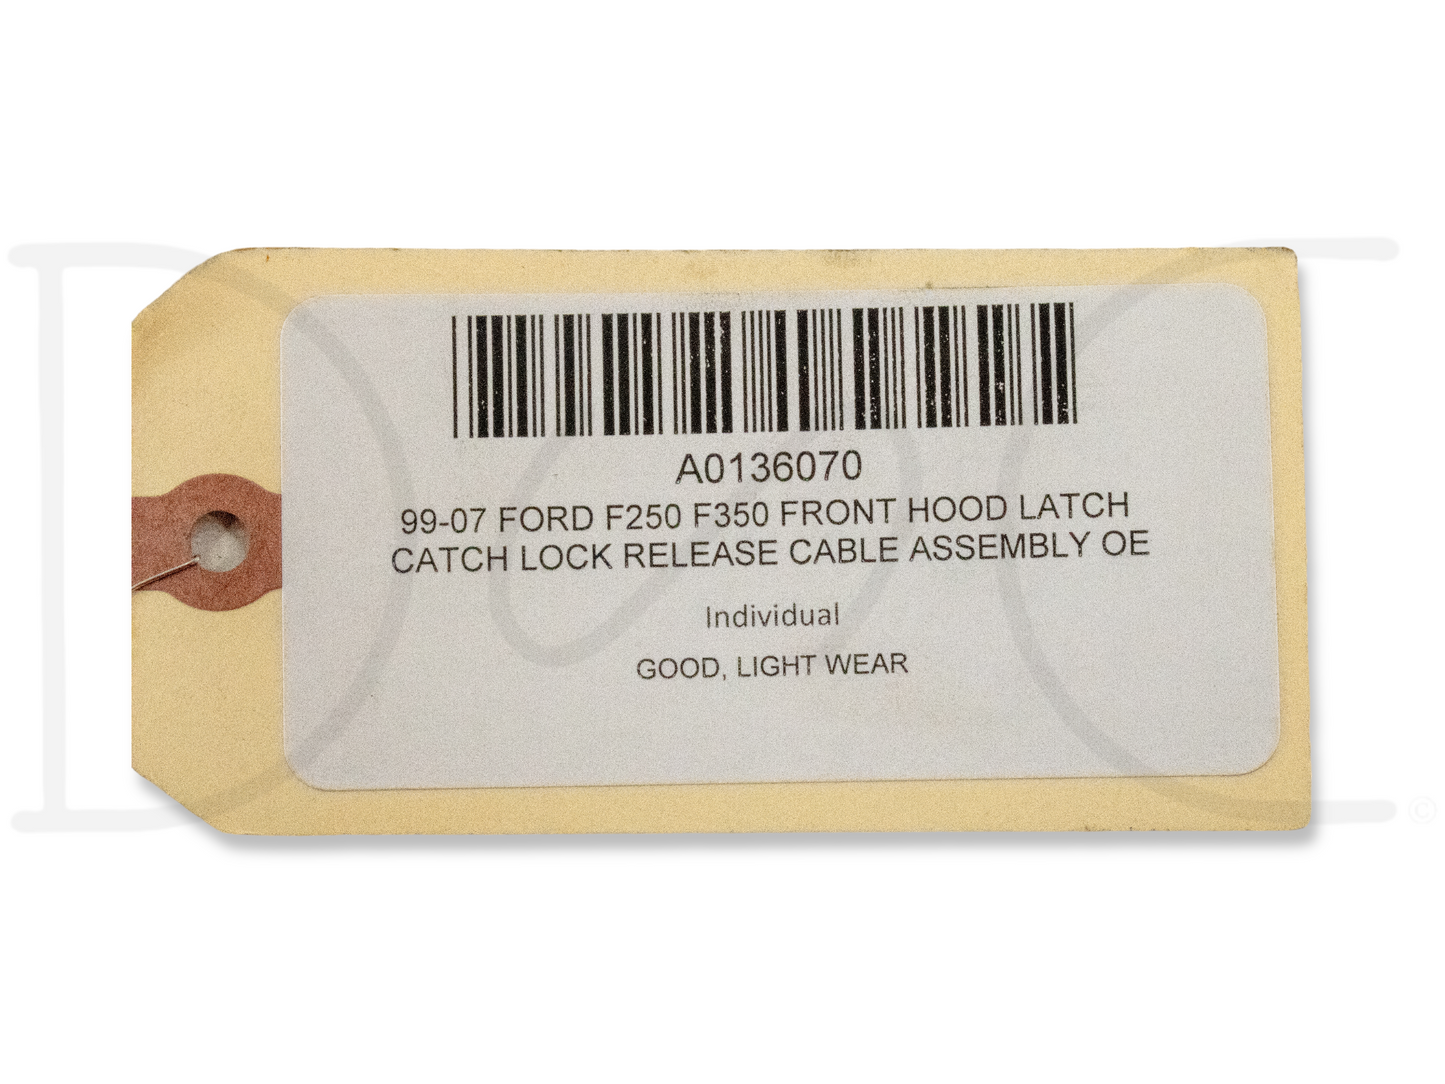 A0136070
99-07 FORD F250 F350 FRONT HOOD LATCH
CATCH LOCK RELEASE CABLE ASSEMBLY OE
Individual
GOOD, LIGHT WEAR